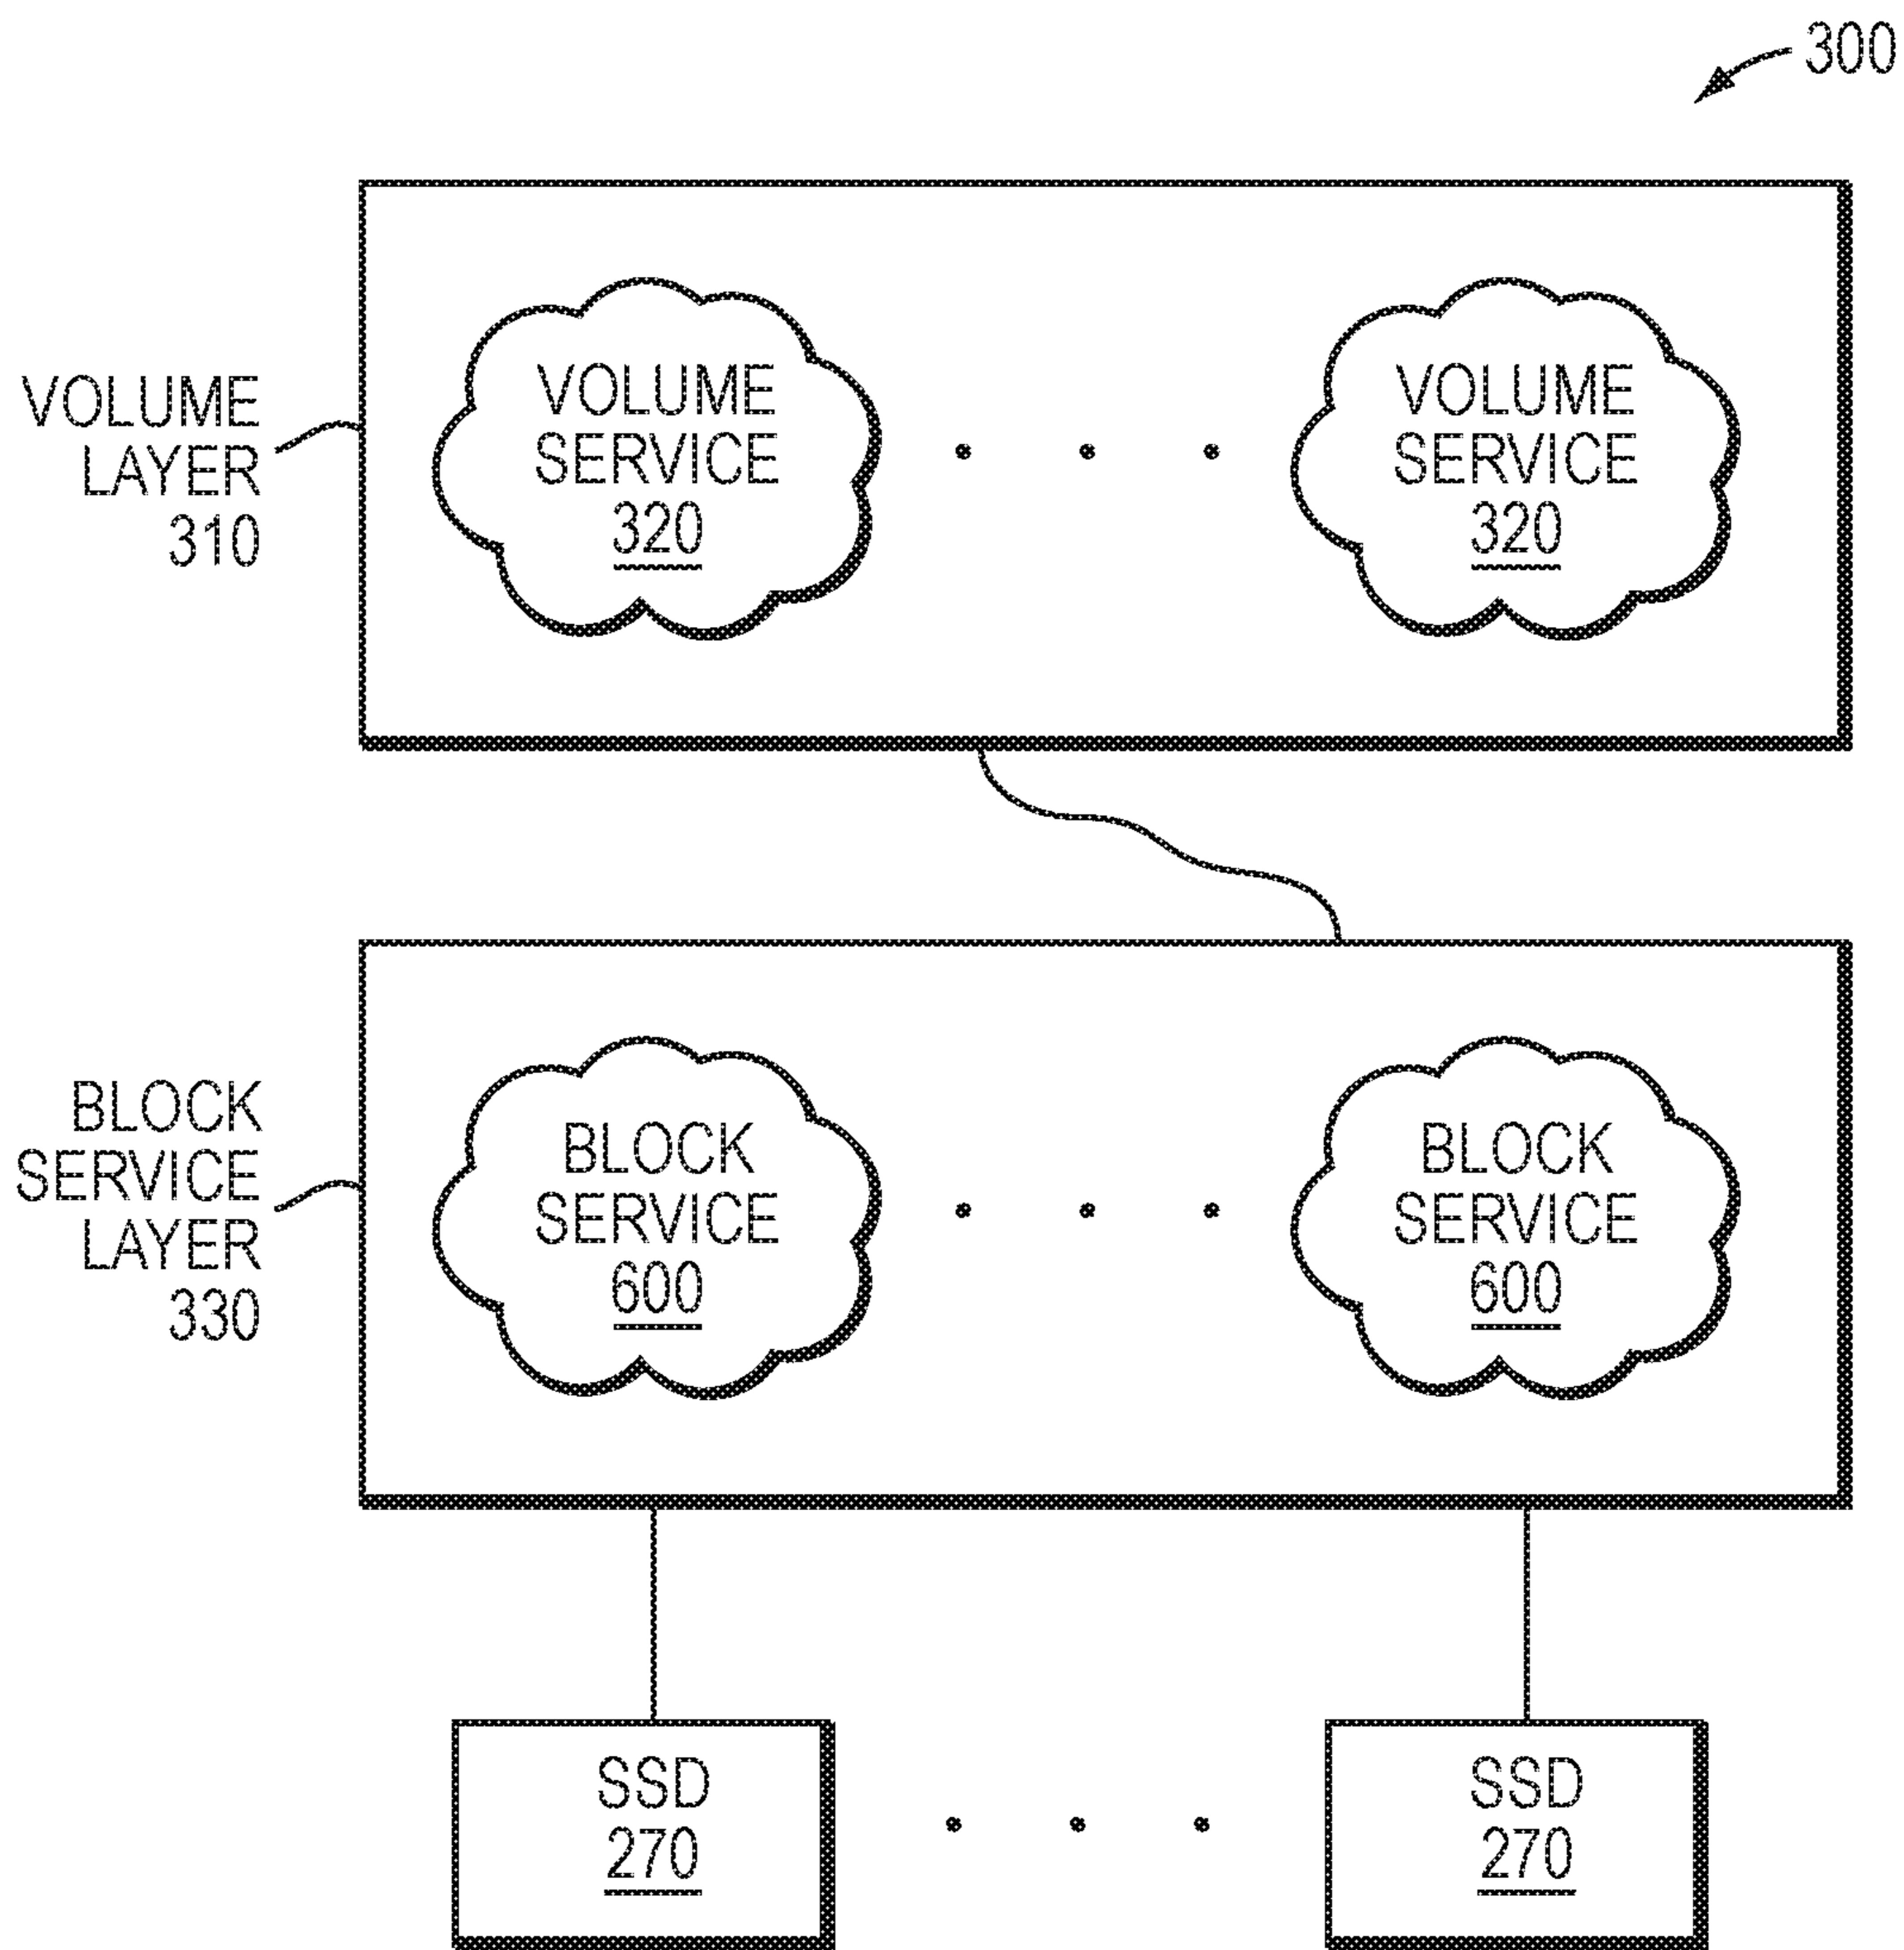 300
VOLUME
LAYER
310
VOLUME
SERVICE
320
VOLUME
SERVICE
320
BLOCK
SERVICE
LAYER
330
BLOCK
SERVICE
600
BLOCK
SERVICE
600
SSD
270
SSD
270